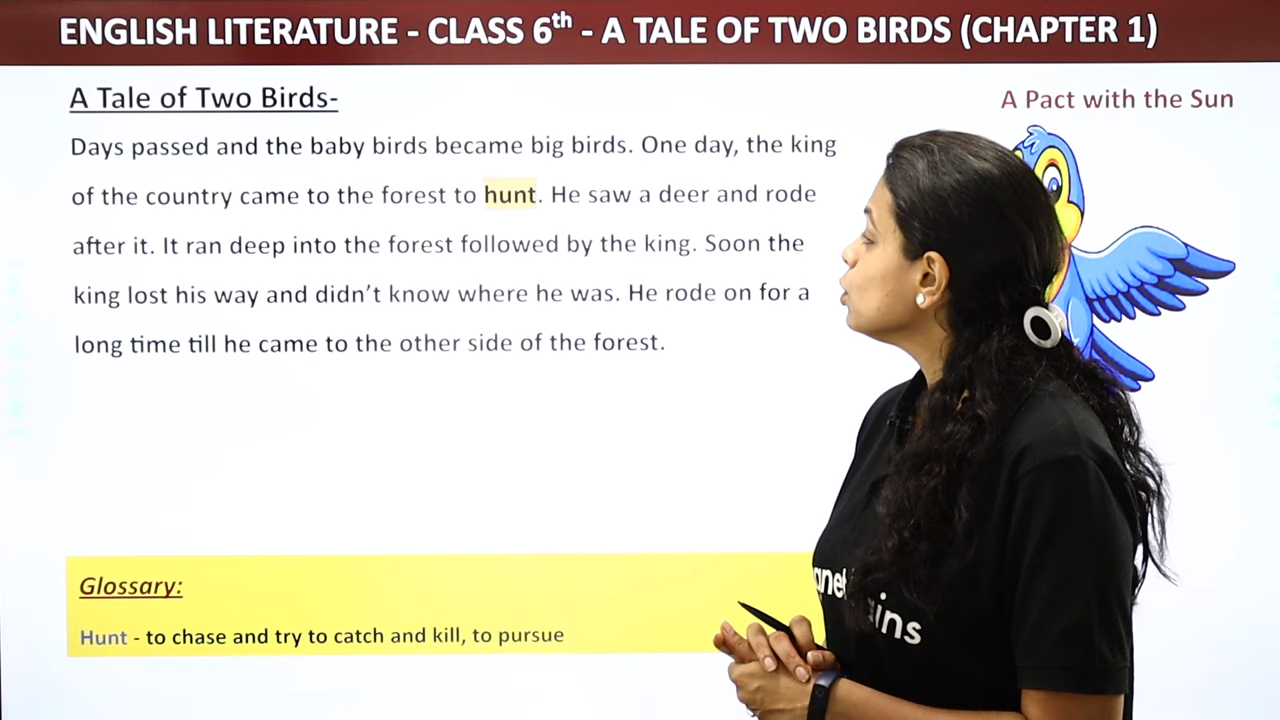 ENGLISH LITERATURE - CLASS 6th - A TALE OF TWO BIRDS (CHAPTER 1)
A Tale of Two Birds-
A Pact with the Sun
Days passed and the baby birds became big birds. One day, the king
of the country came to the forest to hunt. He saw a deer and rode
after it. It ran deep into the forest followed by the king. Soon the
king lost his way and didn't know where he was. He rode on for a
long time till he came to the other side of the forest.
Glossary:
Hunt - to chase and try to catch and kill, to pursue